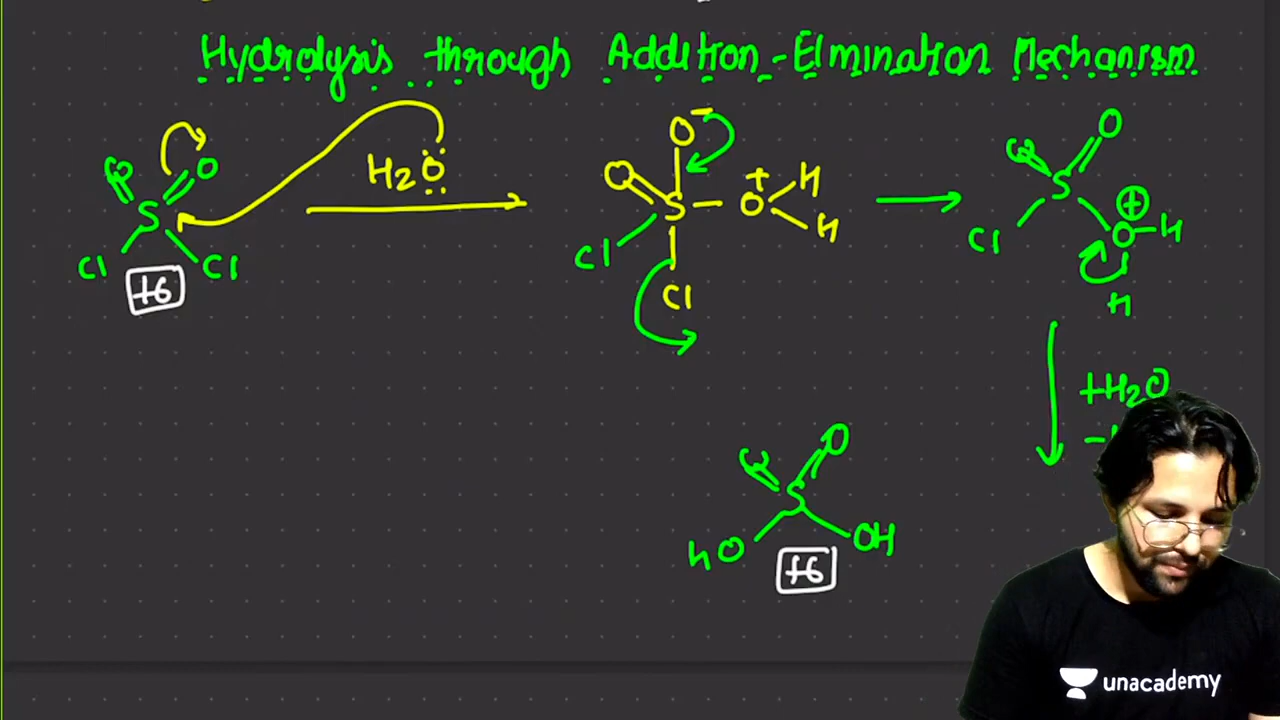 Hydrolysis through Addition-Elimination Mechanism
O O S Cl Cl
+6
H2O
O− O S O+ H H Cl Cl
O O S Cl O⊕ H H
+H2O
−
O O S HO OH
+6
unacademy